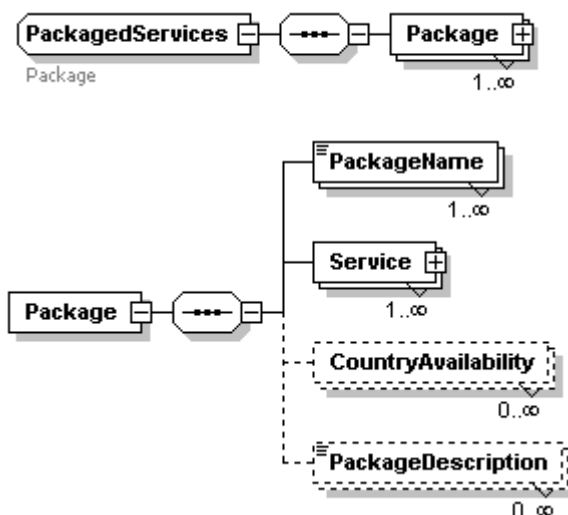 PackagedServices
Package
1..∞
Package
PackageName
1..∞
Service
1..∞
Package
CountryAvailability
0..∞
PackageDescription
0..∞